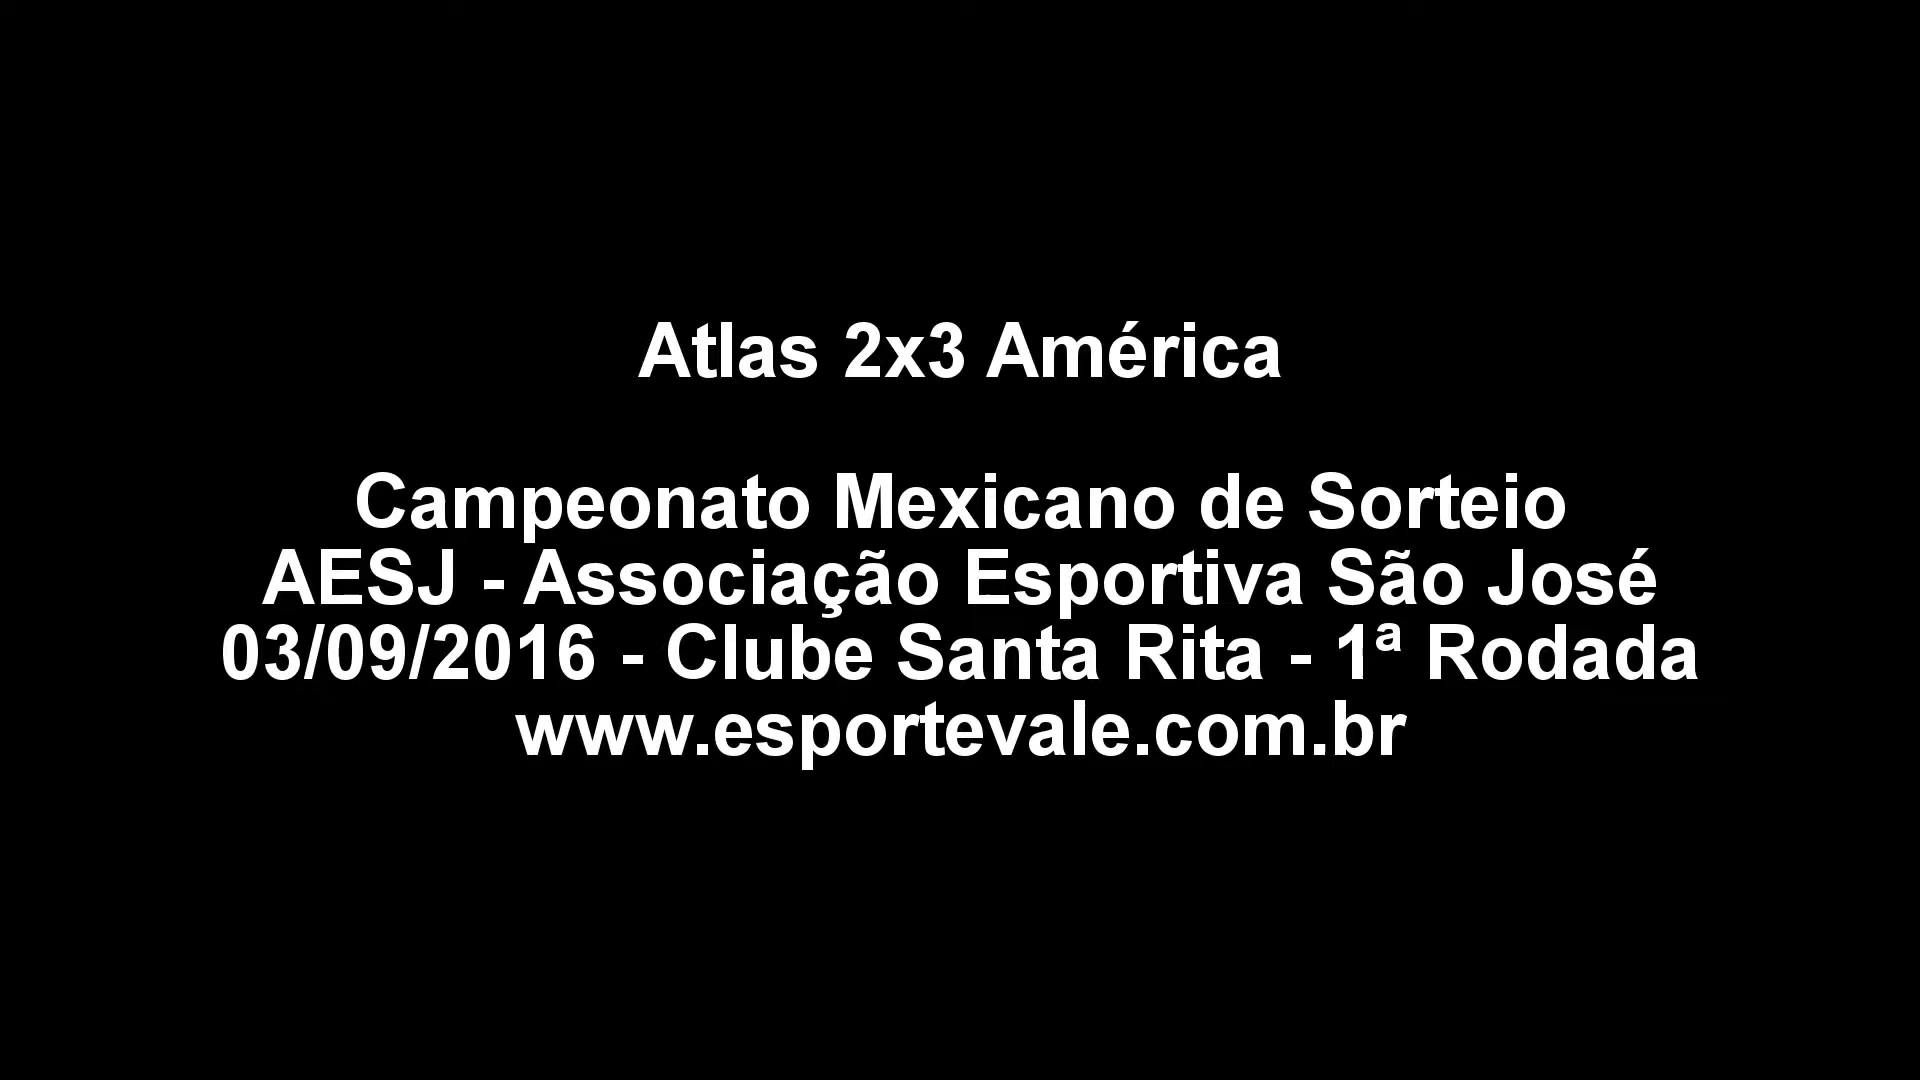 Atlas 2x3 América
Campeonato Mexicano de Sorteio
AESJ - Associação Esportiva São José
03/09/2016 - Clube Santa Rita - 1ª Rodada
www.esportevale.com.br